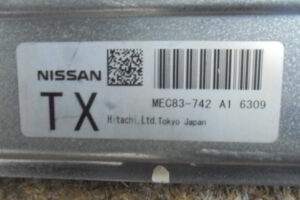 NISSAN
TX
MEC83-742 A1 6309
Hitachi,Ltd.Tokyo Japan